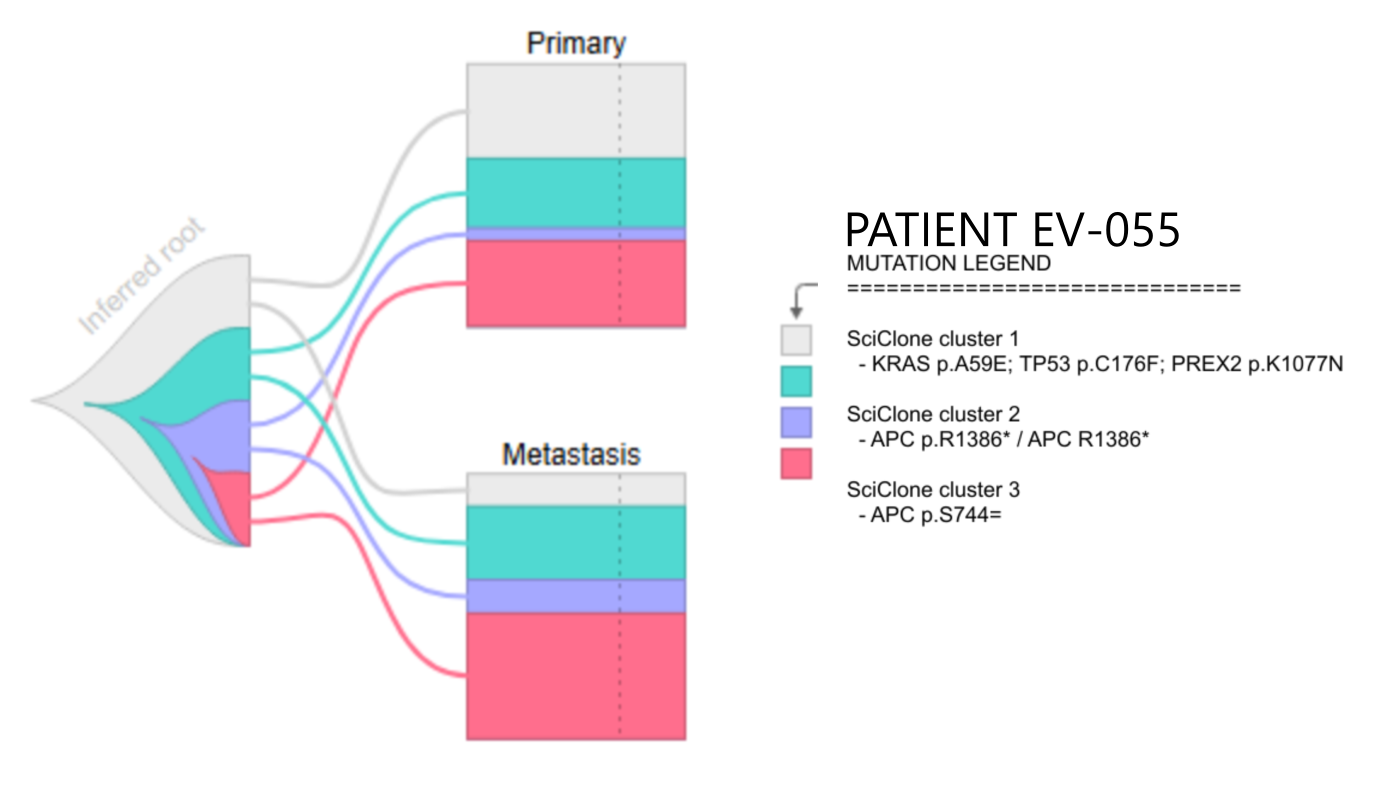 Primary
Inferred root
Metastasis
PATIENT EV-055
MUTATION LEGEND
==============================
SciClone cluster 1
- KRAS p.A59E; TP53 p.C176F; PREX2 p.K1077N
SciClone cluster 2
- APC p.R1386* / APC R1386*
SciClone cluster 3
- APC p.S744=